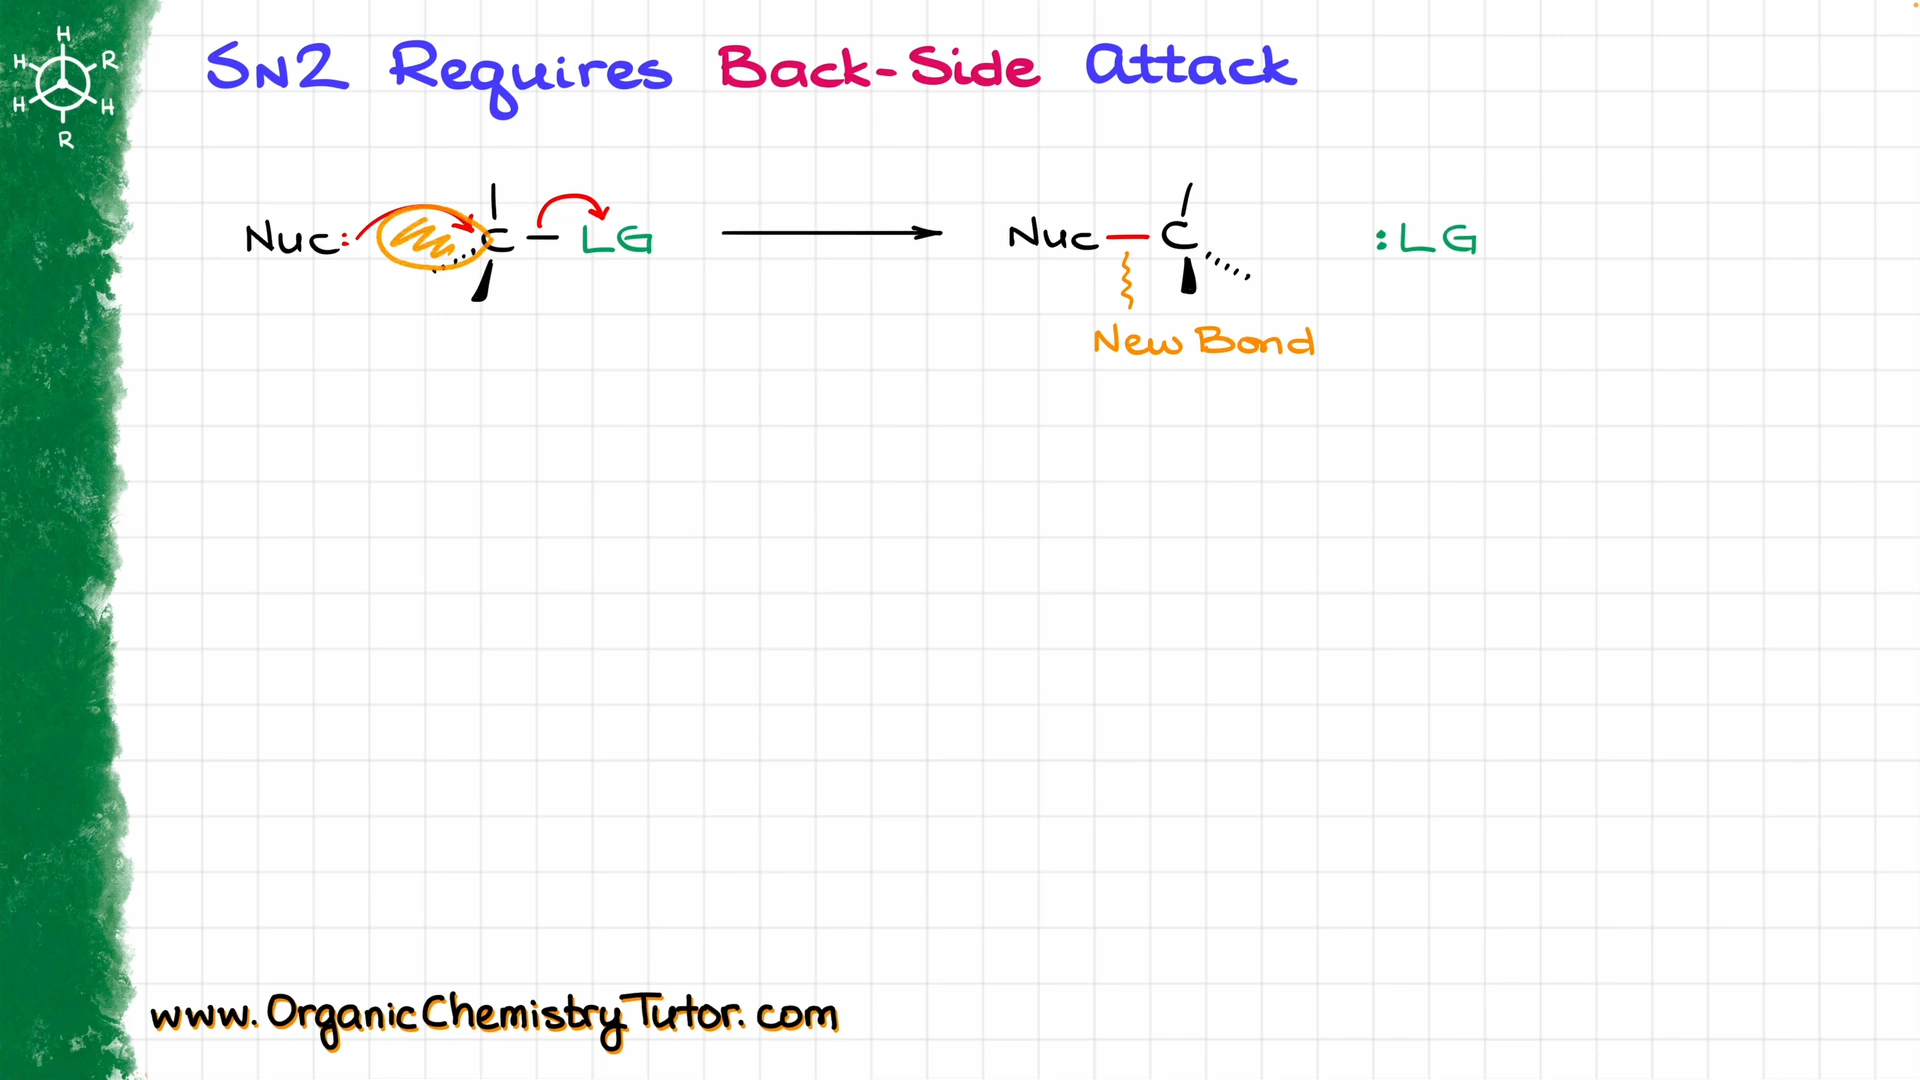 H
H R
H H
R
SN2 Requires Back-Side Attack
Nuc: C - LG Nuc - C :LG
New Bond
www.OrganicChemistryTutor.com